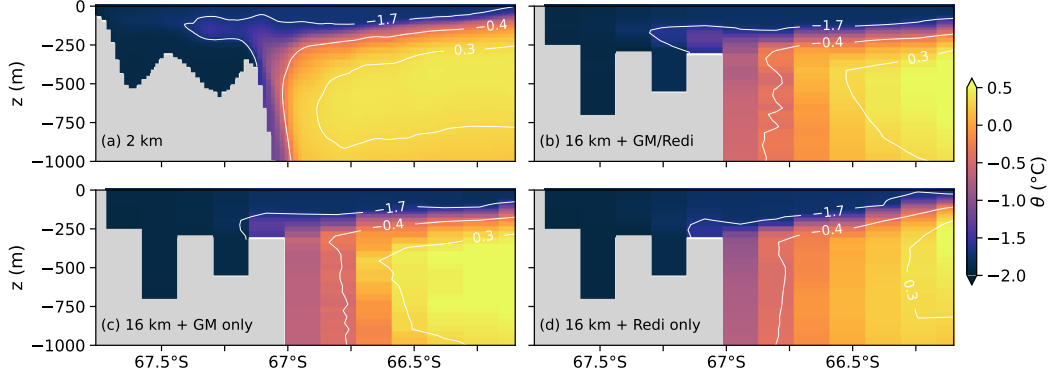 0
−250
−500
−750
−1000
z (m)
−1.7
−0.4
0.3
(a) 2 km
−1.7
−0.4
0.3
(b) 16 km + GM/Redi
0
−250
−500
−750
−1000
z (m)
−1.7
−0.4
0.3
(c) 16 km + GM only
−1.7
−0.4
0.3
(d) 16 km + Redi only
67.5°S
67°S
66.5°S
67.5°S
67°S
66.5°S
0.5
0.0
−0.5
−1.0
−1.5
−2.0
θ (°C)